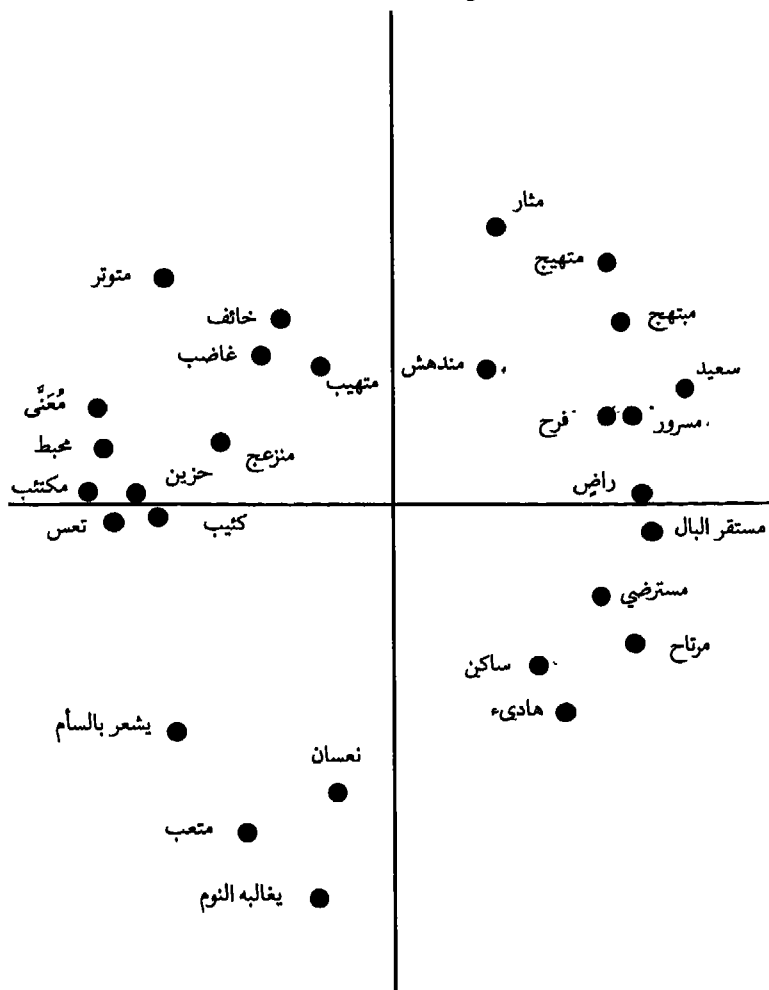 مثار
متهيج
متوتر
مبتهج
خائف
غاضب
مندهش
سعيد
متهيب
مُعَنًّى
مسرور
فرح
محبط
منزعج
راضٍ
حزين
مكتئب
مستقر البال
كئيب
تعس
مسترضي
مرتاح
ساكن
هادىء
يشعر بالسأم
نعسان
متعب
يغالبه النوم